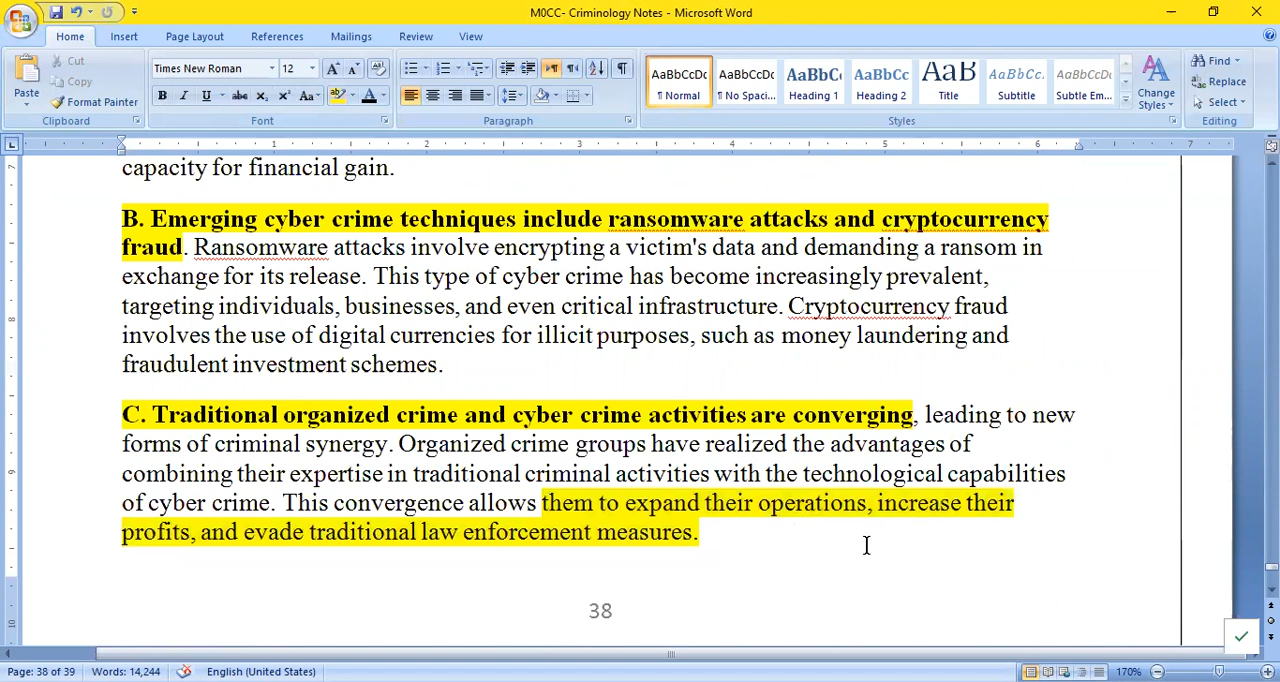 M0CC- Criminology Notes - Microsoft Word
Home Insert Page Layout References Mailings Review View
Paste
Cut
Copy
Format Painter
Clipboard
Times New Roman 12
Font
Paragraph
AaBbCcDc AaBbCcDc AaBbC AaBbCc AaB AaBbCc. AaBbCcDc
¶ Normal ¶ No Spaci... Heading 1 Heading 2 Title Subtitle Subtle Em...
Styles
Change
Styles
Find
Replace
Select
Editing
1 2 3 4 5 6 7
capacity for financial gain.
B. Emerging cyber crime techniques include ransomware attacks and cryptocurrency
fraud. Ransomware attacks involve encrypting a victim's data and demanding a ransom in
exchange for its release. This type of cyber crime has become increasingly prevalent,
targeting individuals, businesses, and even critical infrastructure. Cryptocurrency fraud
involves the use of digital currencies for illicit purposes, such as money laundering and
fraudulent investment schemes.
C. Traditional organized crime and cyber crime activities are converging, leading to new
forms of criminal synergy. Organized crime groups have realized the advantages of
combining their expertise in traditional criminal activities with the technological capabilities
of cyber crime. This convergence allows them to expand their operations, increase their
profits, and evade traditional law enforcement measures.
38
Page: 38 of 39 Words: 14,244 English (United States) 170%